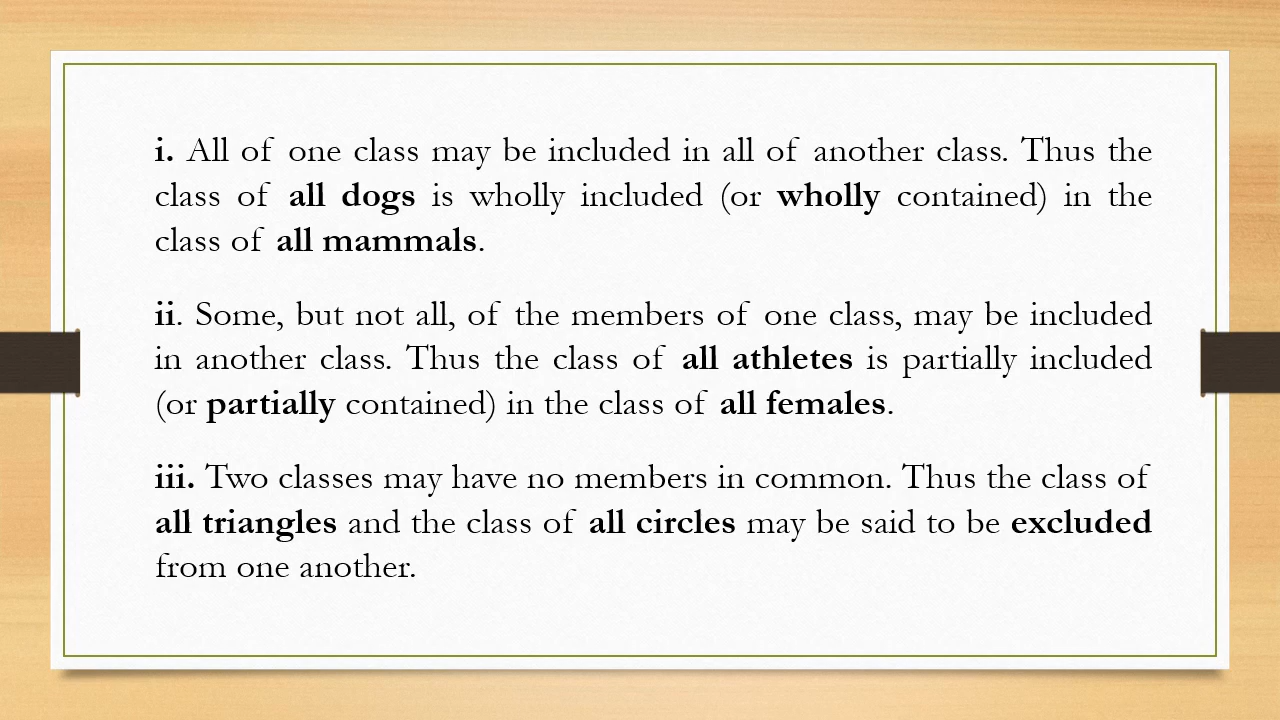 i. All of one class may be included in all of another class. Thus the
class of all dogs is wholly included (or wholly contained) in the
class of all mammals.
ii. Some, but not all, of the members of one class, may be included
in another class. Thus the class of all athletes is partially included
(or partially contained) in the class of all females.
iii. Two classes may have no members in common. Thus the class of
all triangles and the class of all circles may be said to be excluded
from one another.